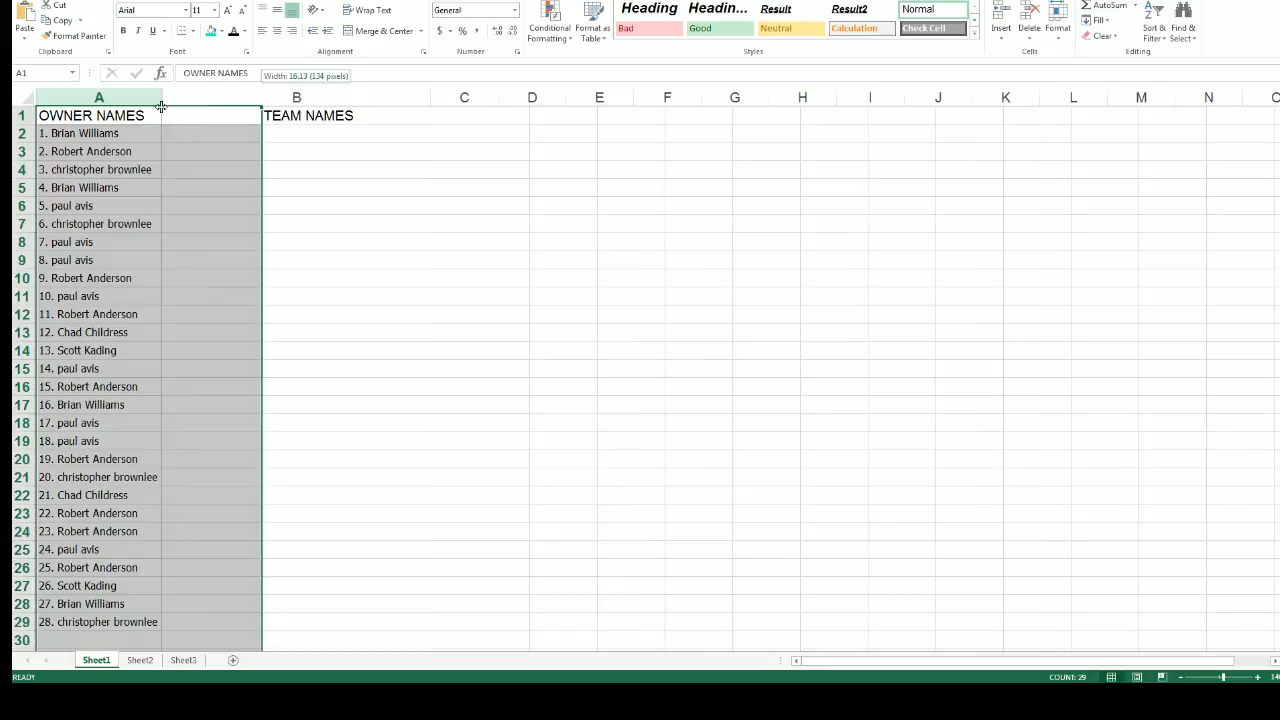 Cut
Arial 11 A A
Wrap Text
General
Heading Headin... Result Result2 Normal
AutoSum
Paste
Copy
Format Painter
B I U A
Merge & Center
$ % ,
Conditional Formatting
Format as Table
Bad Good Neutral Calculation Check Cell
Insert Delete Format
Fill
Clear
Sort & Filter
Find & Select
Clipboard Font Alignment Number Styles Cells Editing
A1 fx OWNER NAMES Width: 16.13 (134 pixels)
A B C D E F G H I J K L M N O
1 OWNER NAMES TEAM NAMES
2 1. Brian Williams
3 2. Robert Anderson
4 3. christopher brownlee
5 4. Brian Williams
6 5. paul avis
7 6. christopher brownlee
8 7. paul avis
9 8. paul avis
10 9. Robert Anderson
11 10. paul avis
12 11. Robert Anderson
13 12. Chad Childress
14 13. Scott Kading
15 14. paul avis
16 15. Robert Anderson
17 16. Brian Williams
18 17. paul avis
19 18. paul avis
20 19. Robert Anderson
21 20. christopher brownlee
22 21. Chad Childress
23 22. Robert Anderson
24 23. Robert Anderson
25 24. paul avis
26 25. Robert Anderson
27 26. Scott Kading
28 27. Brian Williams
29 28. christopher brownlee
30
Sheet1 Sheet2 Sheet3
READY COUNT: 29